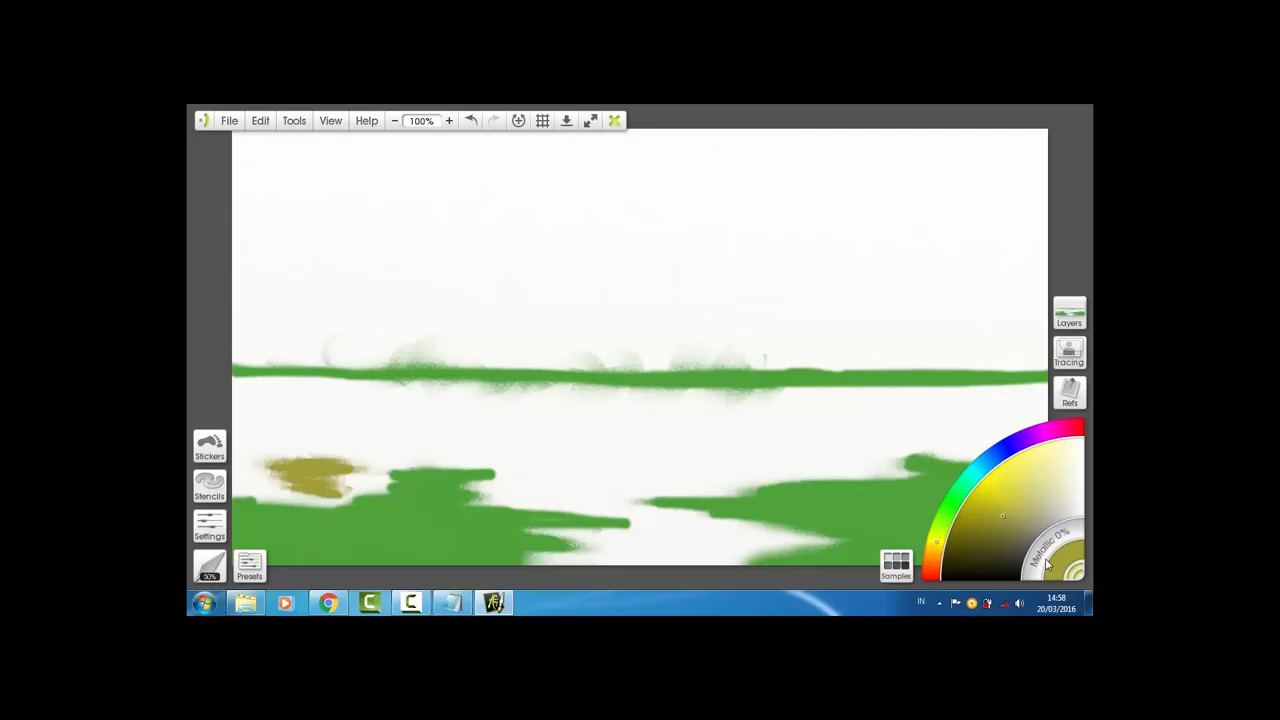 File Edit Tools View Help − 100% +
Layers
Tracing
Refs
Stickers
Stencils
Settings
50%
Presets
Samples
Metallic 0%
IN
14:58
20/03/2016